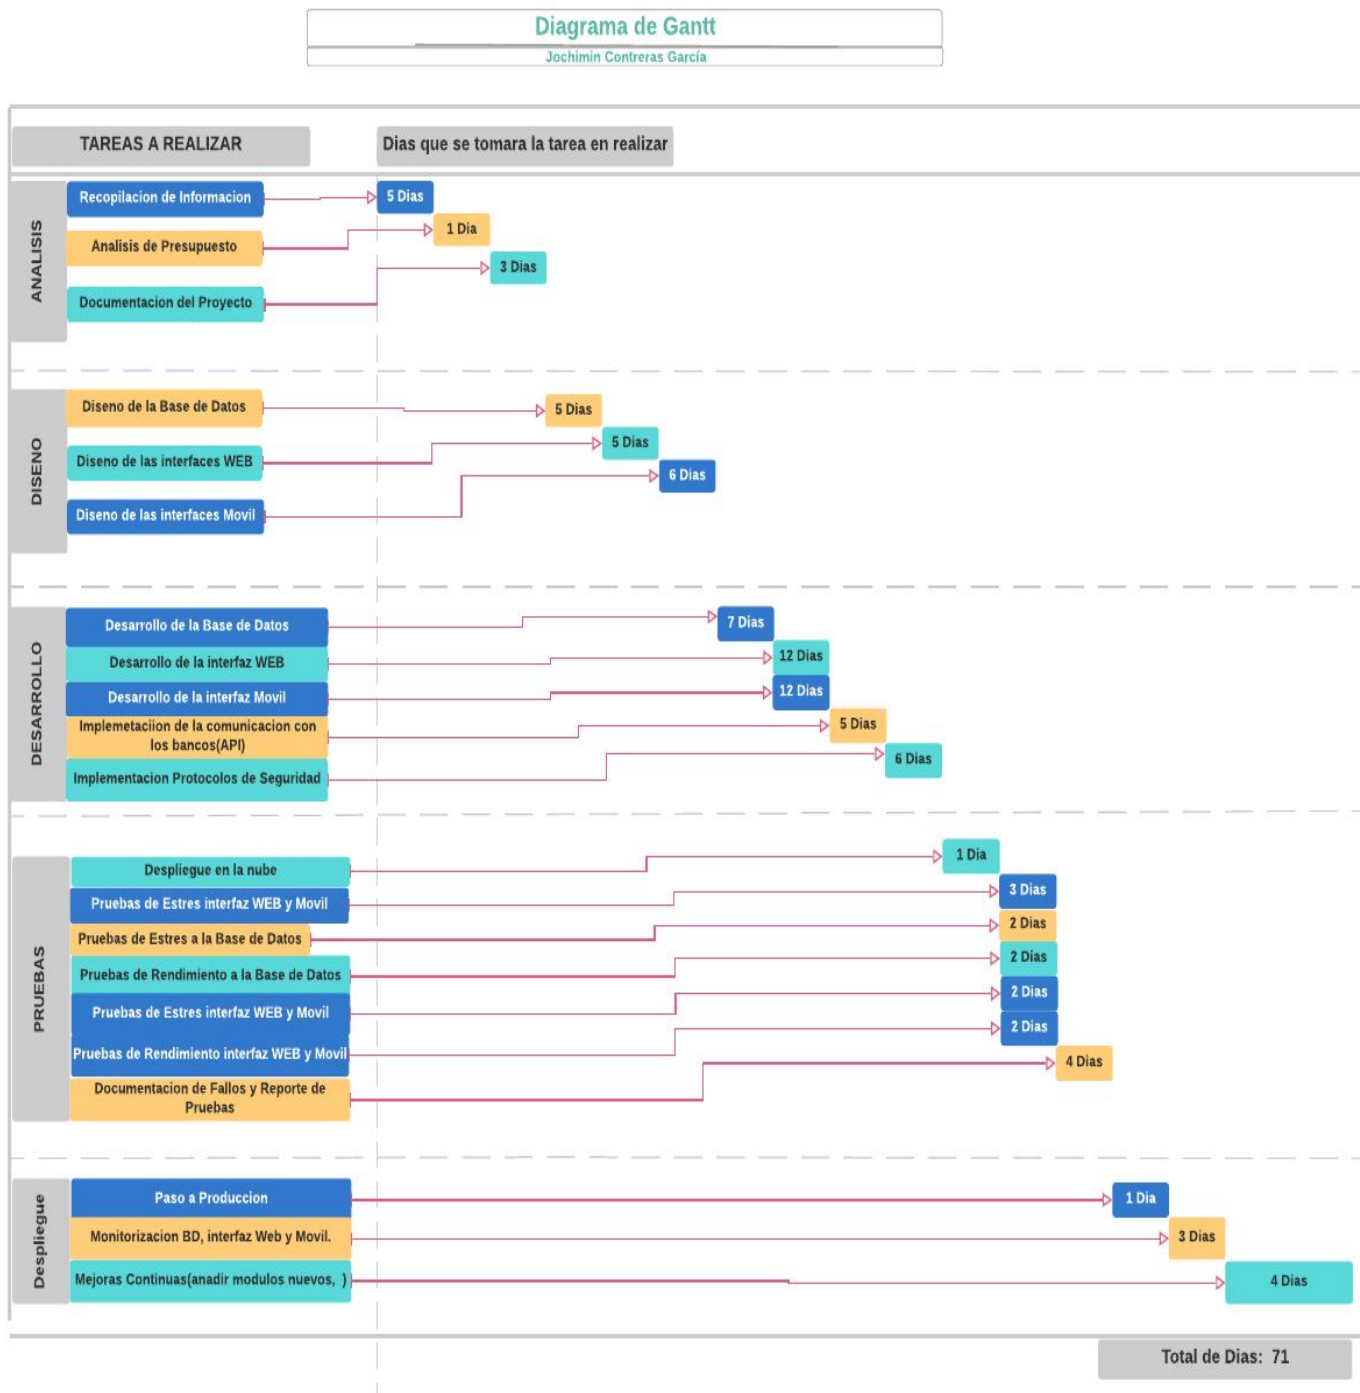 Diagrama de Gantt
Jochimin Contreras García
TAREAS A REALIZAR
Dias que se tomara la tarea en realizar
ANALISIS
Recopilacion de Informacion
5 Dias
Analisis de Presupuesto
1 Dia
Documentacion del Proyecto
3 Dias
DISENO
Diseno de la Base de Datos
5 Dias
Diseno de las interfaces WEB
5 Dias
Diseno de las interfaces Movil
6 Dias
DESARROLLO
Desarrollo de la Base de Datos
7 Dias
Desarrollo de la interfaz WEB
12 Dias
Desarrollo de la interfaz Movil
12 Dias
Implemetaciion de la comunicacion con
los bancos(API)
5 Dias
Implementacion Protocolos de Seguridad
6 Dias
PRUEBAS
Despliegue en la nube
1 Dia
Pruebas de Estres interfaz WEB y Movil
3 Dias
Pruebas de Estres a la Base de Datos
2 Dias
Pruebas de Rendimiento a la Base de Datos
2 Dias
Pruebas de Estres interfaz WEB y Movil
2 Dias
Pruebas de Rendimiento interfaz WEB y Movil
2 Dias
Documentacion de Fallos y Reporte de
Pruebas
4 Dias
Despliegue
Paso a Produccion
1 Dia
Monitorizacion BD, interfaz Web y Movil.
3 Dias
Mejoras Continuas(anadir modulos nuevos, )
4 Dias
Total de Dias: 71